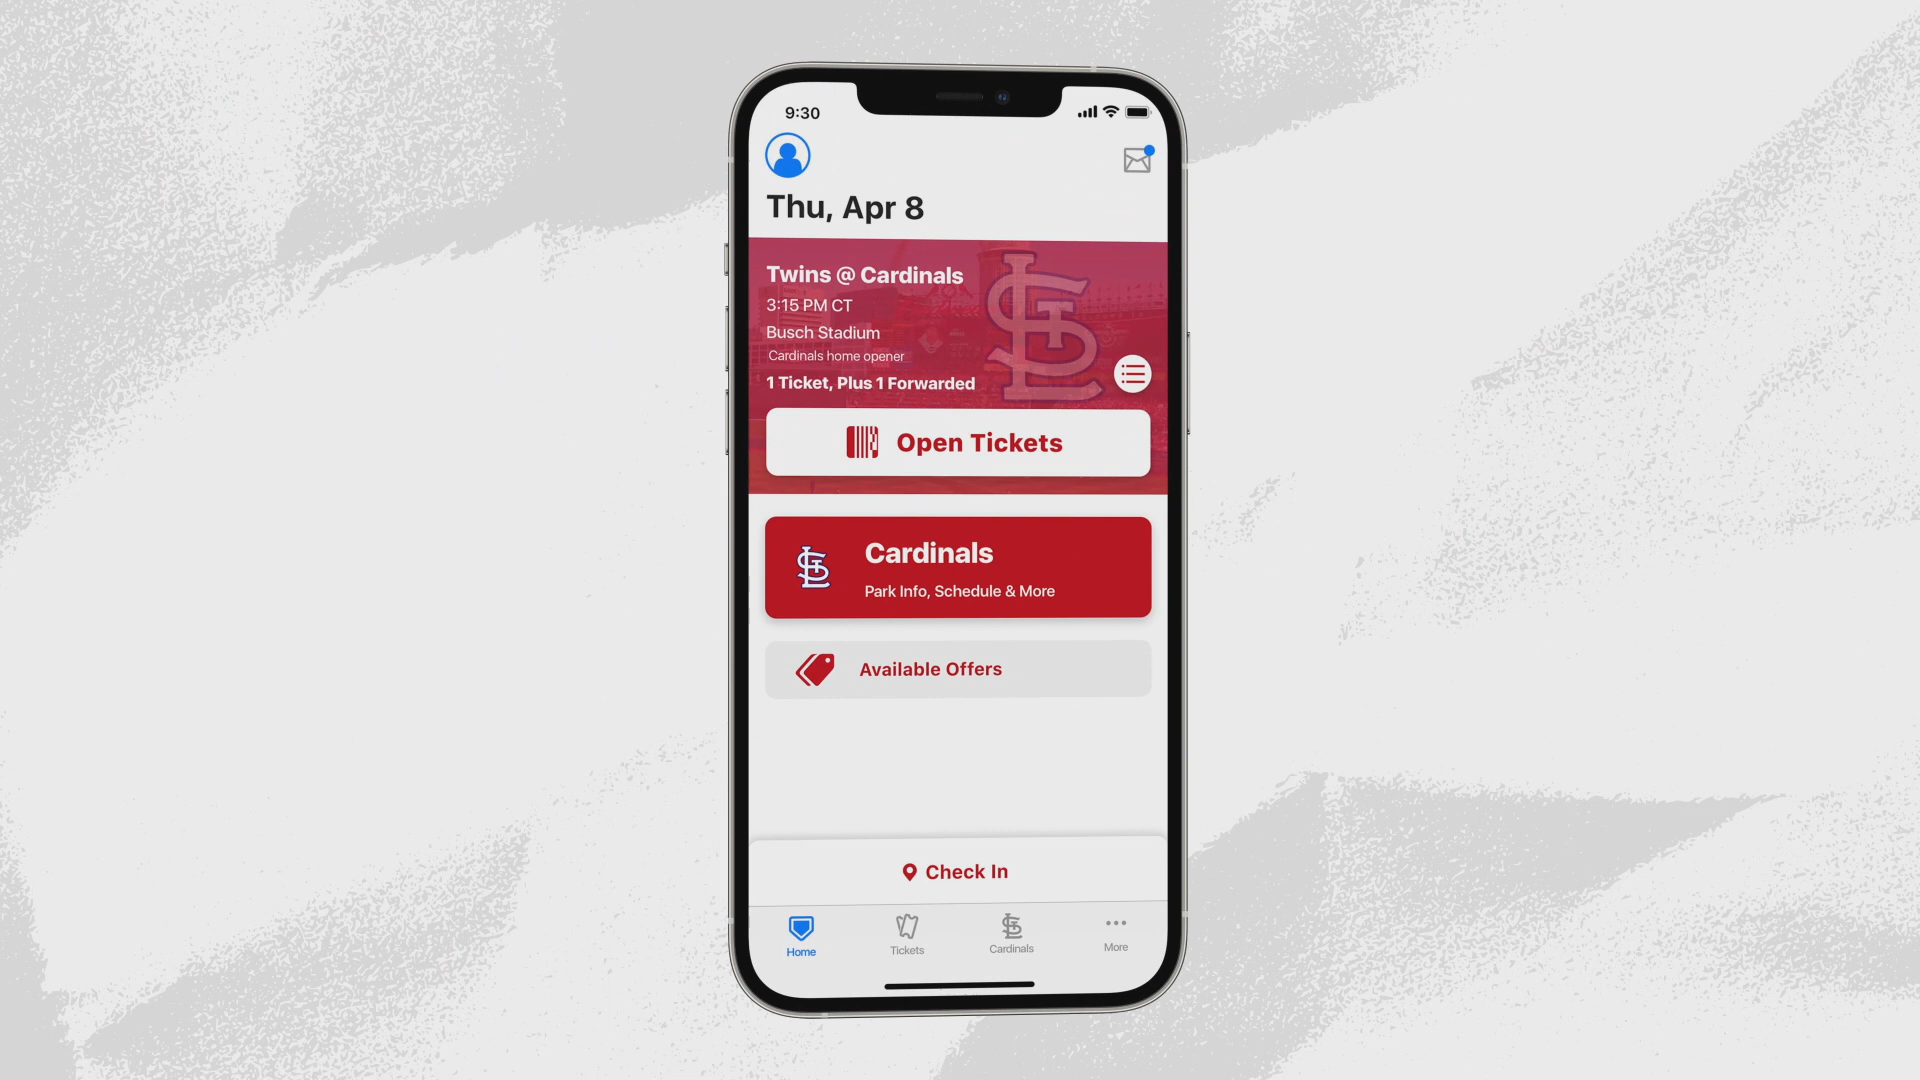 9:30
Thu, Apr 8
Twins @ Cardinals
3:15 PM CT
Busch Stadium
Cardinals home opener
1 Ticket, Plus 1 Forwarded
Open Tickets
STL
Cardinals
Park Info, Schedule & More
Available Offers
Check In
Home
Tickets
Cardinals
More